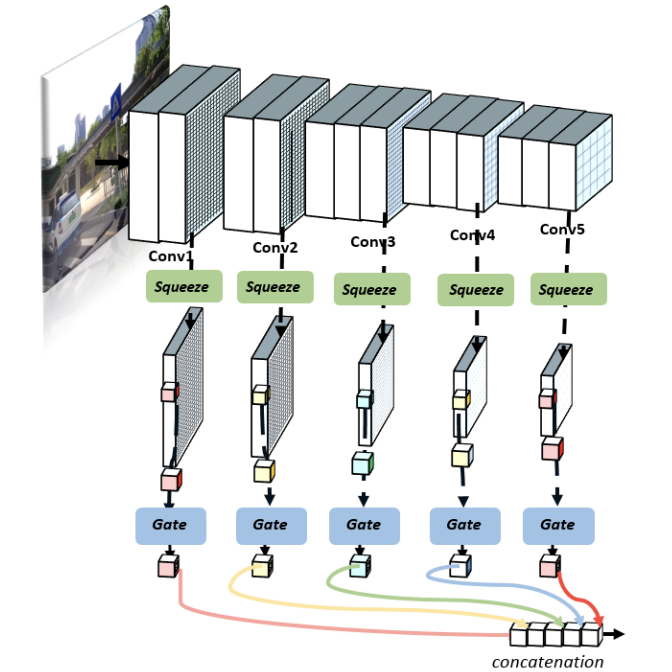 Conv1
Conv2
Conv3
Conv4
Conv5
Squeeze
Squeeze
Squeeze
Squeeze
Squeeze
Gate
Gate
Gate
Gate
Gate
concatenation